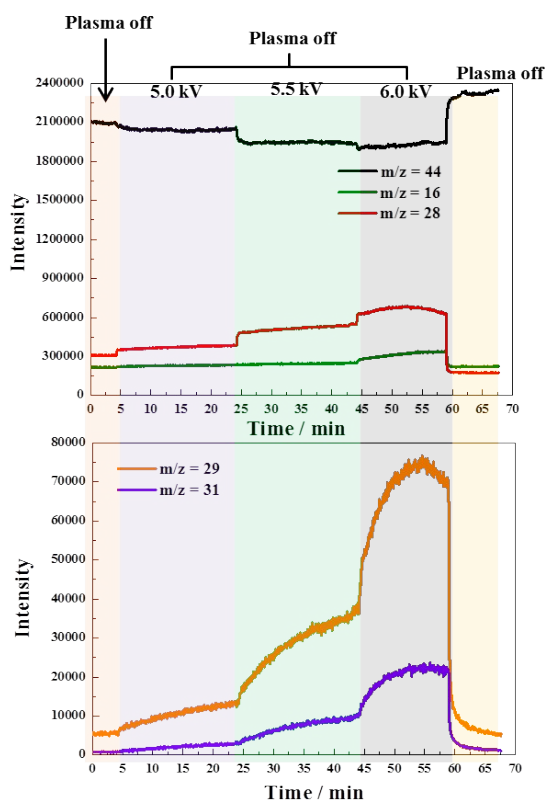 Plasma off
Plasma off
Plasma off
5.0 kV
5.5 kV
6.0 kV
2400000
2100000
1800000
1500000
1200000
900000
600000
300000
0
Intensity
m/z = 44
m/z = 16
m/z = 28
0 5 10 15 20 25 30 35 40 45 50 55 60 65 70
Time / min
80000
70000
60000
50000
40000
30000
20000
10000
0
Intensity
m/z = 29
m/z = 31
0 5 10 15 20 25 30 35 40 45 50 55 60 65 70
Time / min